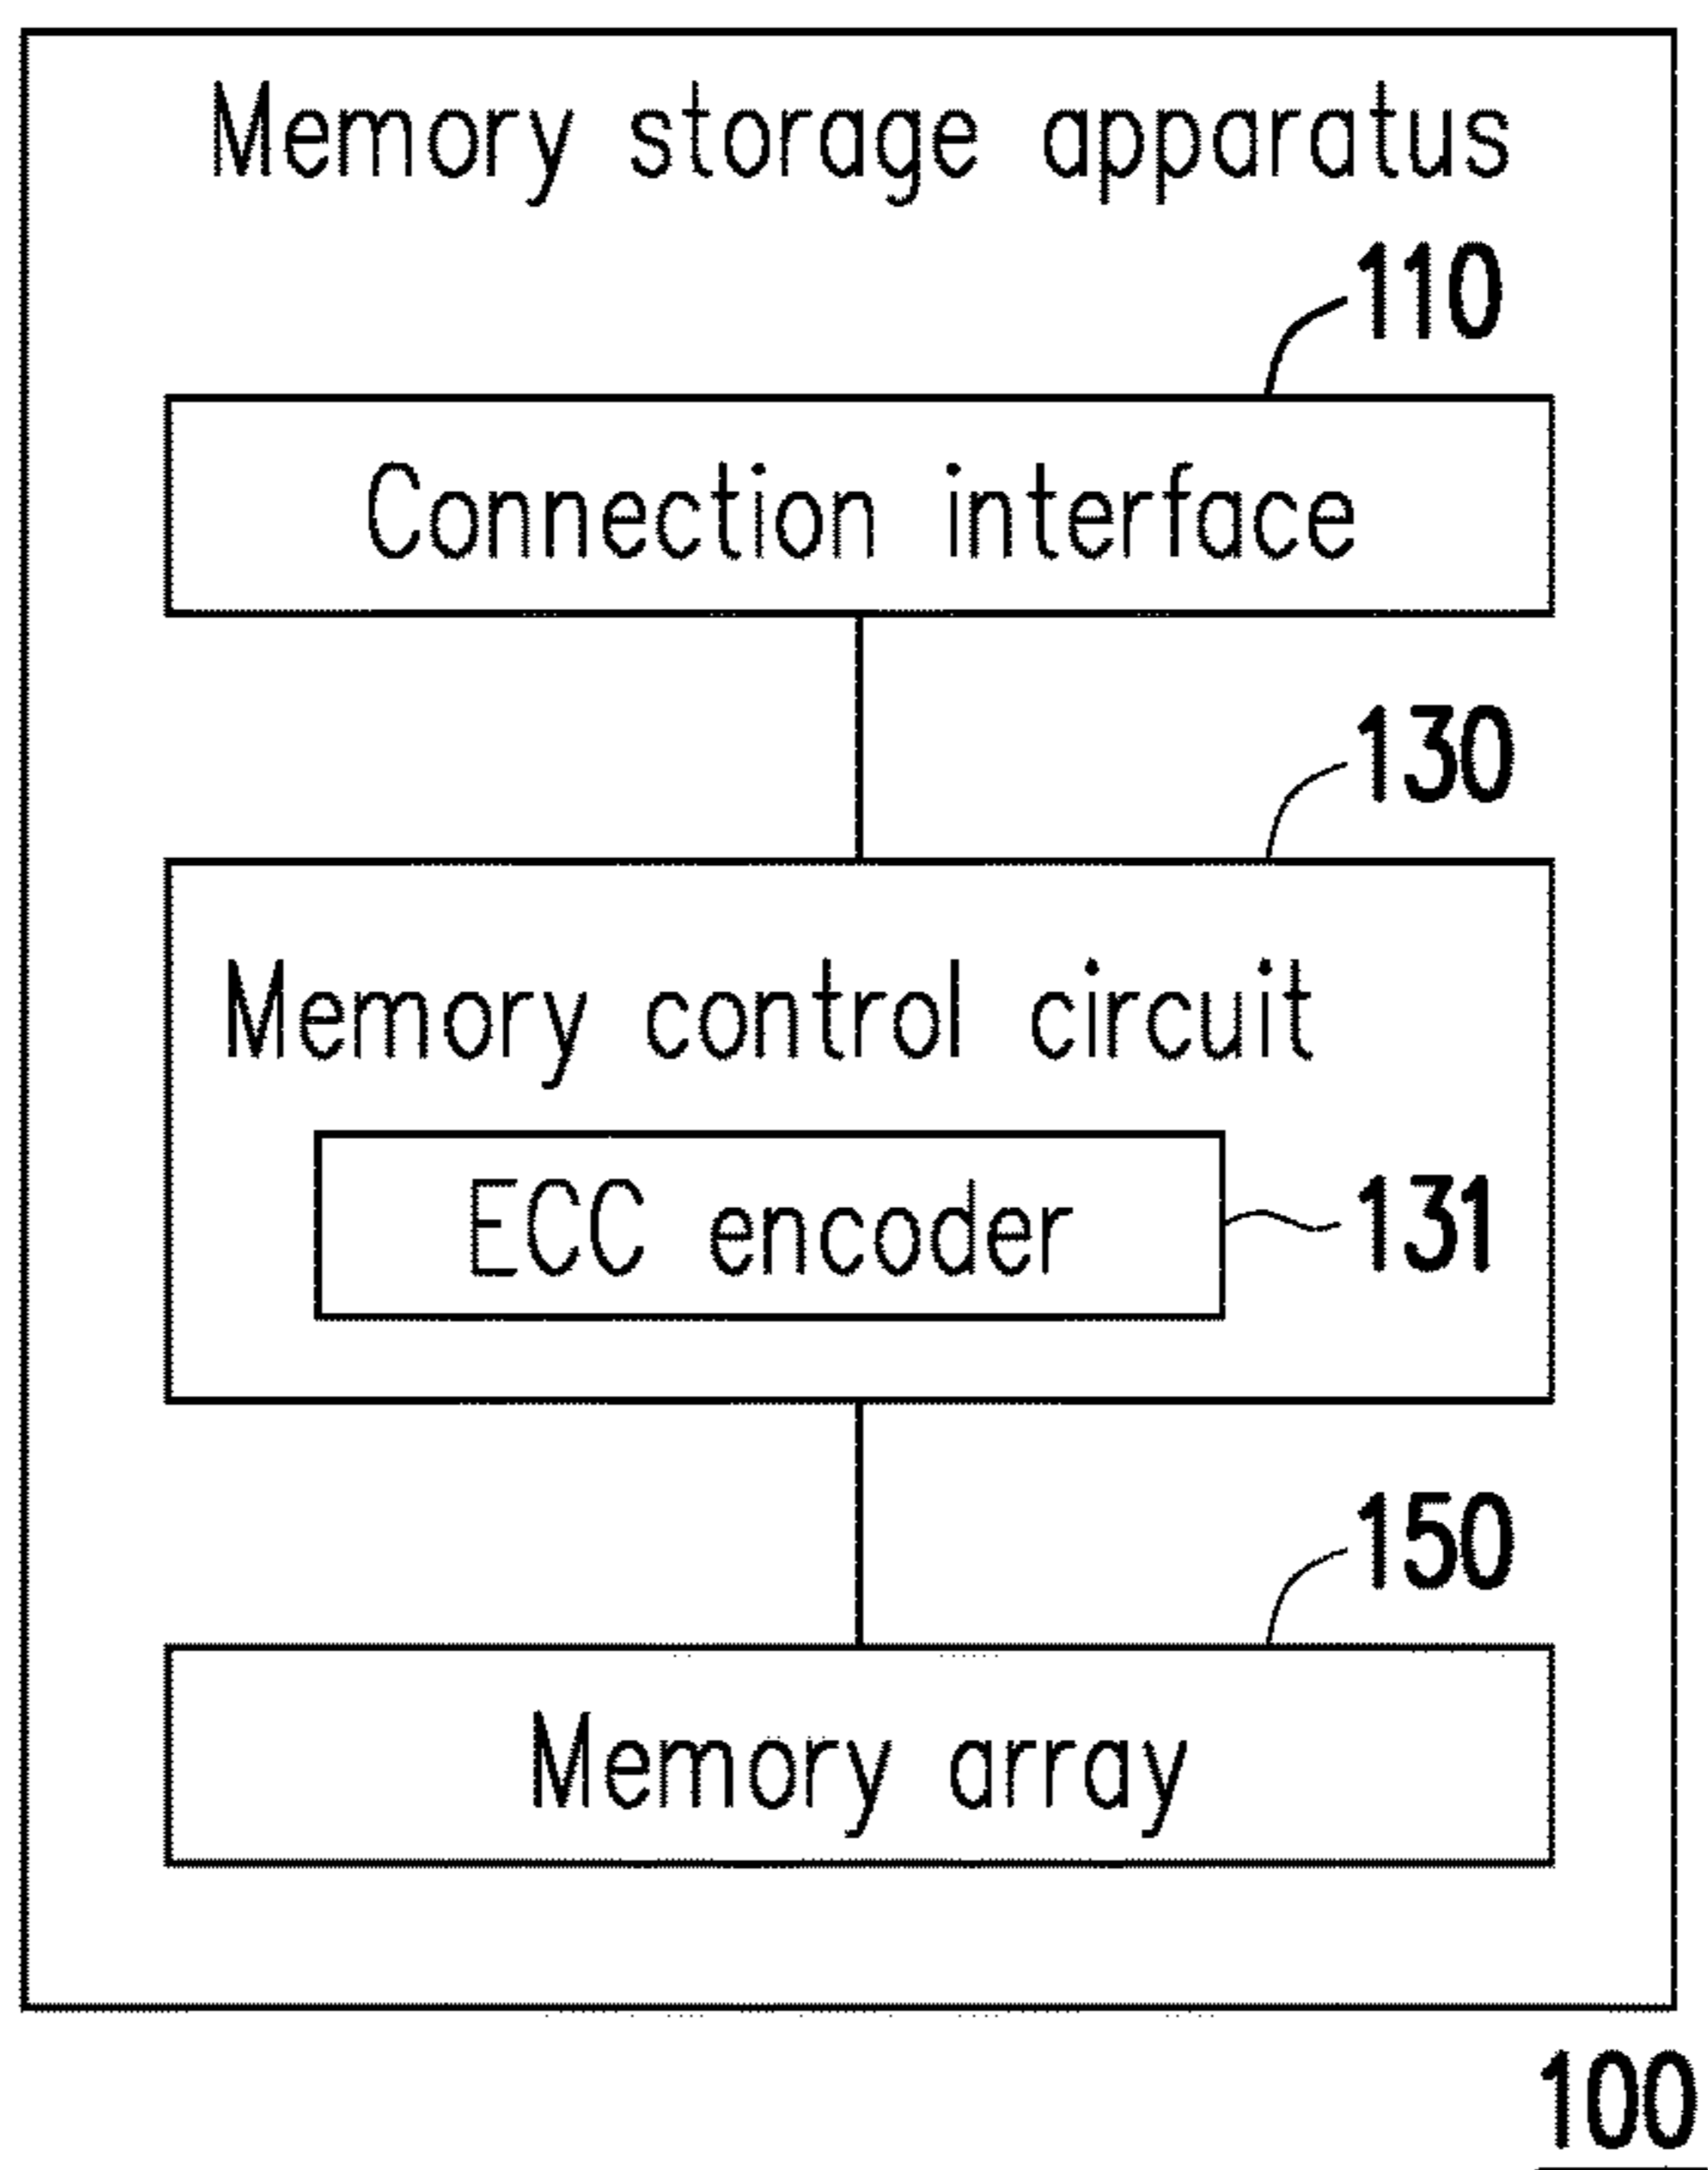 Memory storage apparatus
110
Connection interface
130
Memory control circuit
ECC encoder 131
150
Memory array
100